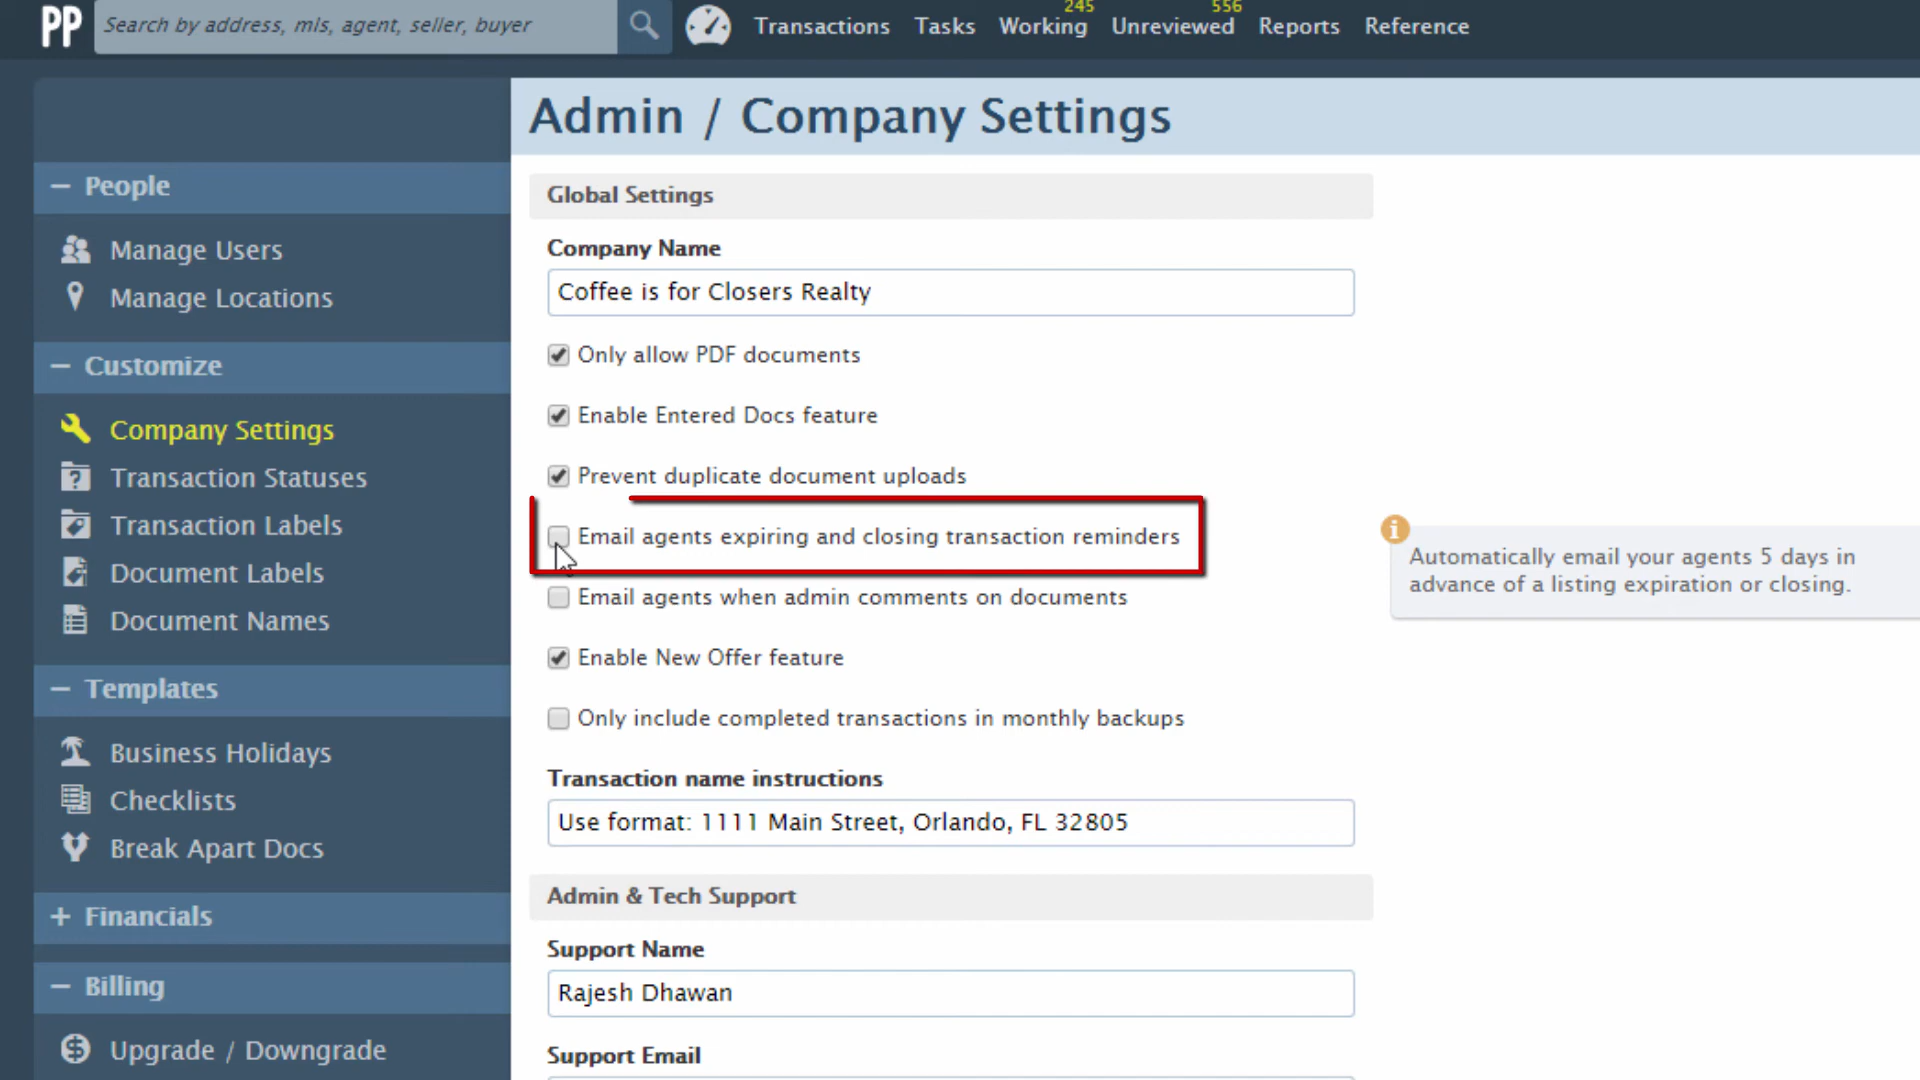 PP
Search by address, mls, agent, seller, buyer
Transactions
Tasks
Working
245
Unreviewed
556
Reports
Reference
People
Manage Users
Manage Locations
Customize
Company Settings
Transaction Statuses
Transaction Labels
Document Labels
Document Names
Templates
Business Holidays
Checklists
Break Apart Docs
Financials
Billing
Upgrade / Downgrade
Admin / Company Settings
Global Settings
Company Name
Coffee is for Closers Realty
Only allow PDF documents
Enable Entered Docs feature
Prevent duplicate document uploads
Email agents expiring and closing transaction reminders
Email agents when admin comments on documents
Enable New Offer feature
Only include completed transactions in monthly backups
Transaction name instructions
Use format: 1111 Main Street, Orlando, FL 32805
Admin & Tech Support
Support Name
Rajesh Dhawan
Support Email
Automatically email your agents 5 days in
advance of a listing expiration or closing.